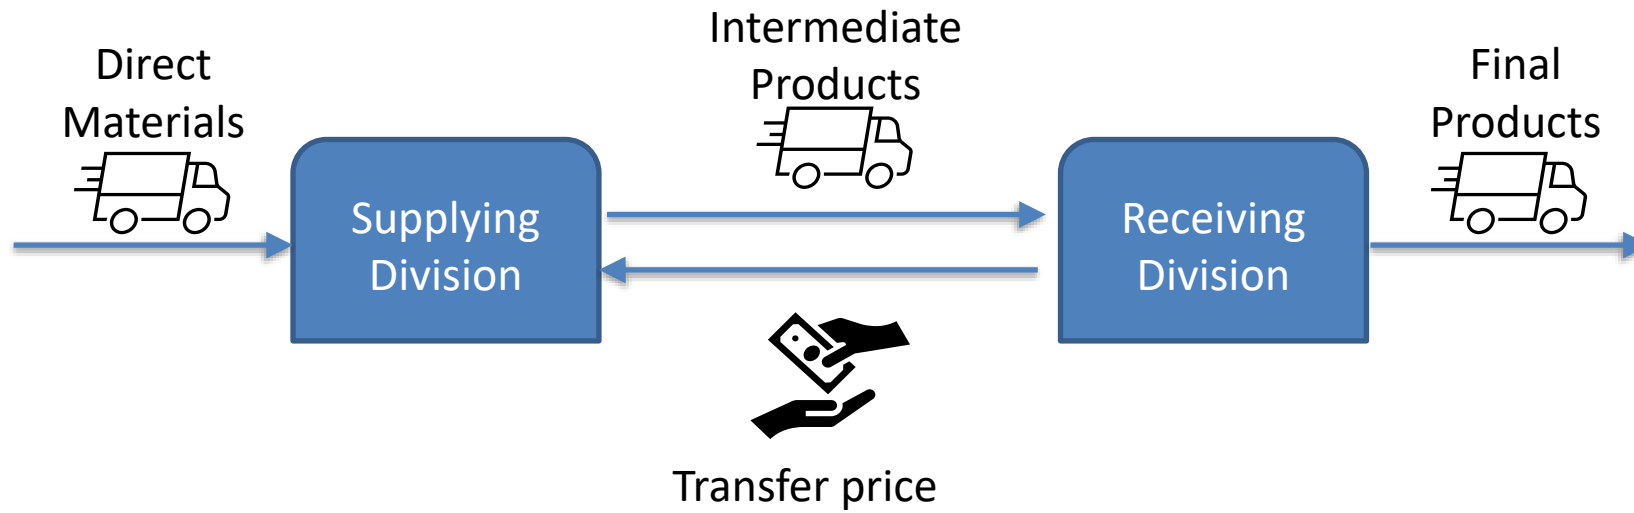 Direct
Materials
Supplying
Division
Intermediate
Products
Transfer price
Receiving
Division
Final
Products